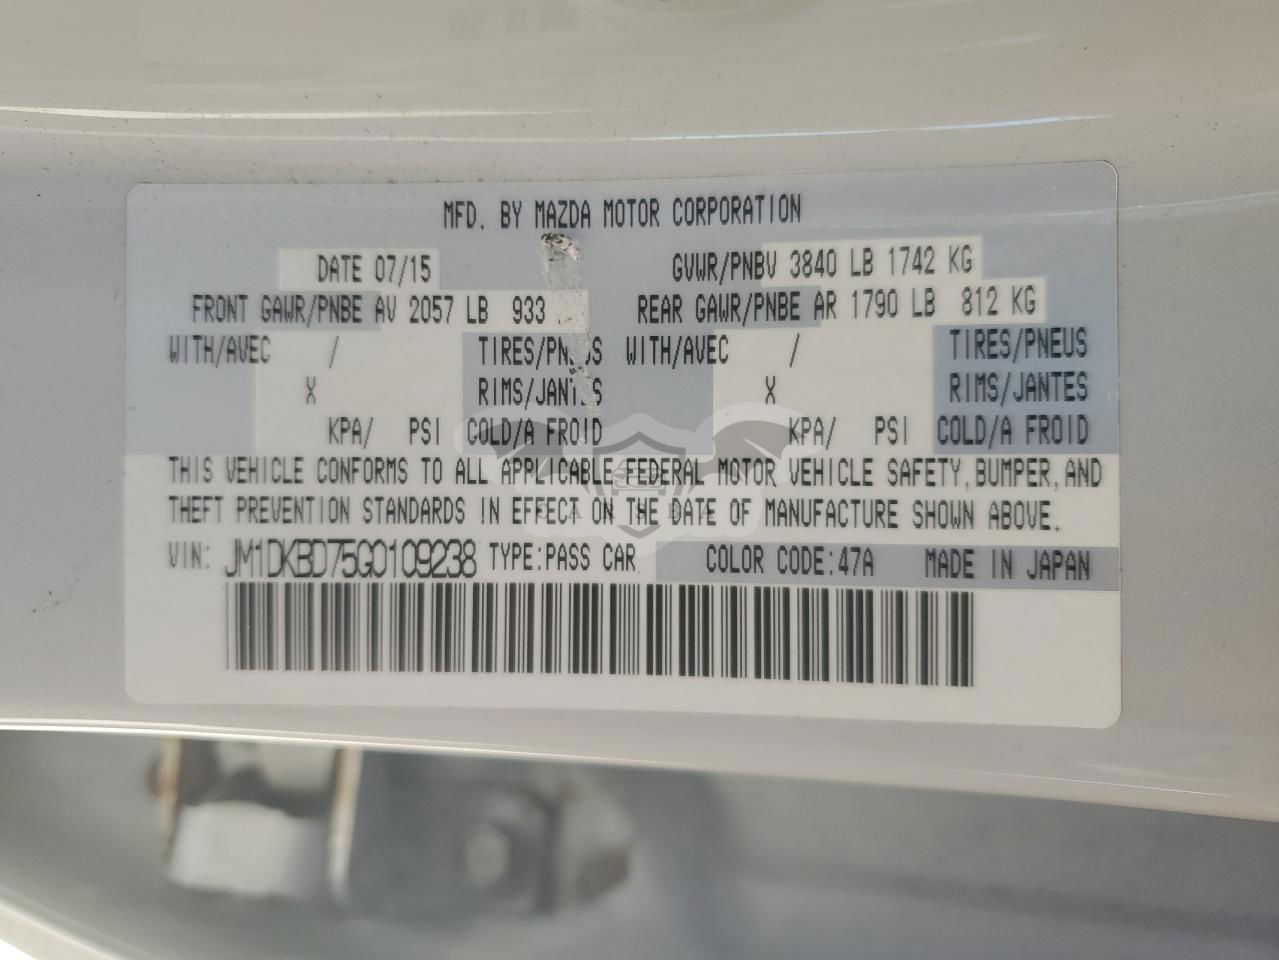 MFD. BY MAZDA MOTOR CORPORATION
DATE 07/15 GVWR/PNBV 3840 LB 1742 KG
FRONT GAWR/PNBE AV 2057 LB 933 REAR GAWR/PNBE AR 1790 LB 812 KG
WITH/AVEC / TIRES/PNEUS WITH/AVEC / TIRES/PNEUS
X RIMS/JANTES X RIMS/JANTES
KPA/ PSI COLD/A FROID KPA/ PSI COLD/A FROID
THIS VEHICLE CONFORMS TO ALL APPLICABLE FEDERAL MOTOR VEHICLE SAFETY, BUMPER, AND
THEFT PREVENTION STANDARDS IN EFFECT ON THE DATE OF MANUFACTURE SHOWN ABOVE.
VIN: JM1DKBD75G0109238 TYPE:PASS CAR COLOR CODE:47A MADE IN JAPAN